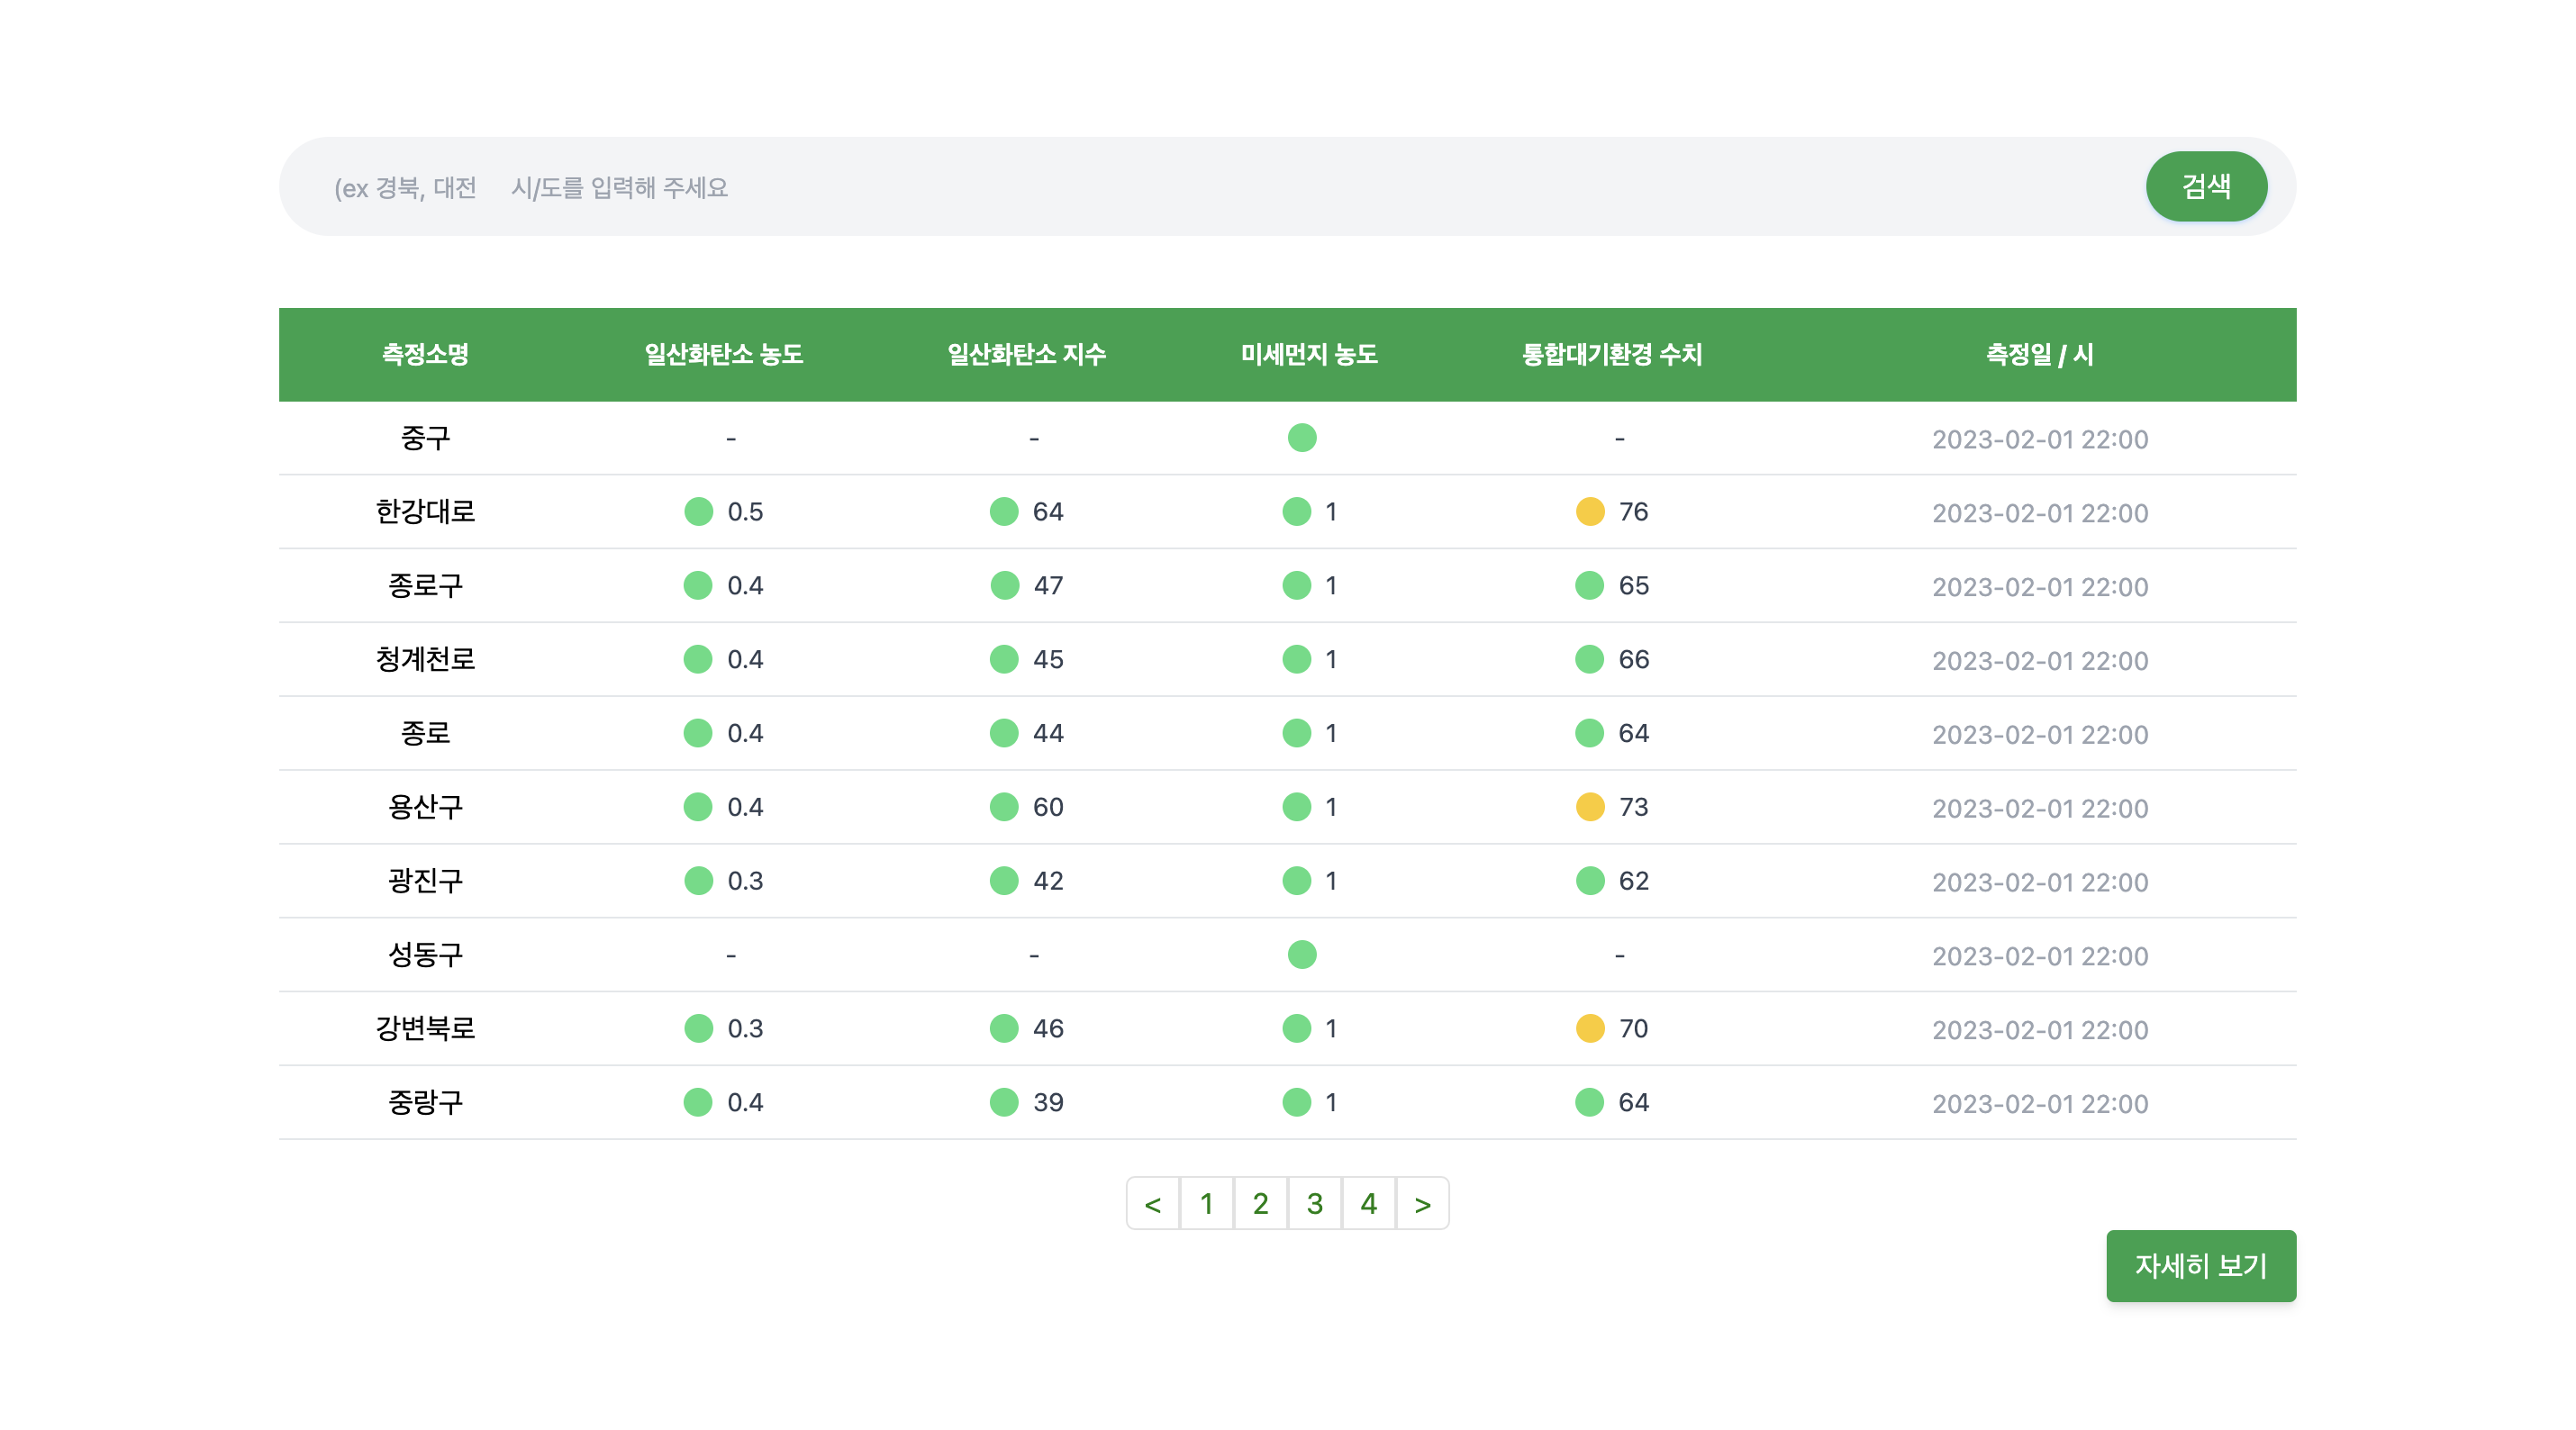 (ex 경북, 대전 시/도를 입력해 주세요 검색
측정소명 일산화탄소 농도 일산화탄소 지수 미세먼지 농도 통합대기환경 수치 측정일 / 시
중구 - - - 2023-02-01 22:00
한강대로 0.5 64 1 76 2023-02-01 22:00
종로구 0.4 47 1 65 2023-02-01 22:00
청계천로 0.4 45 1 66 2023-02-01 22:00
종로 0.4 44 1 64 2023-02-01 22:00
용산구 0.4 60 1 73 2023-02-01 22:00
광진구 0.3 42 1 62 2023-02-01 22:00
성동구 - - - 2023-02-01 22:00
강변북로 0.3 46 1 70 2023-02-01 22:00
중랑구 0.4 39 1 64 2023-02-01 22:00
< 1 2 3 4 >
자세히 보기